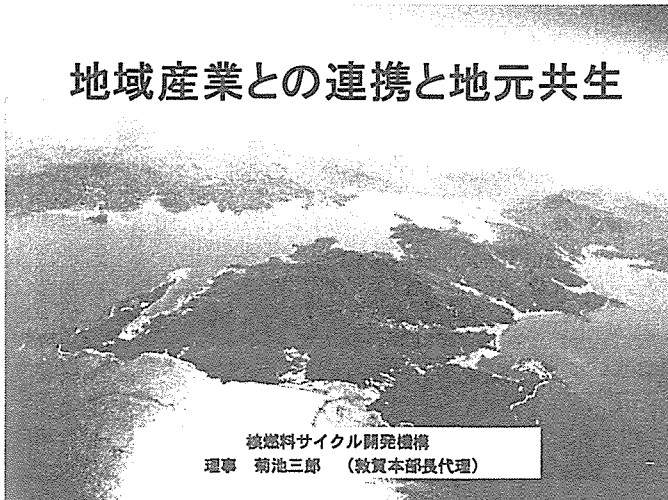 地域産業との連携と地元共生
核燃料サイクル開発機構
理事 菊池三郎 （敦賀本部長代理）